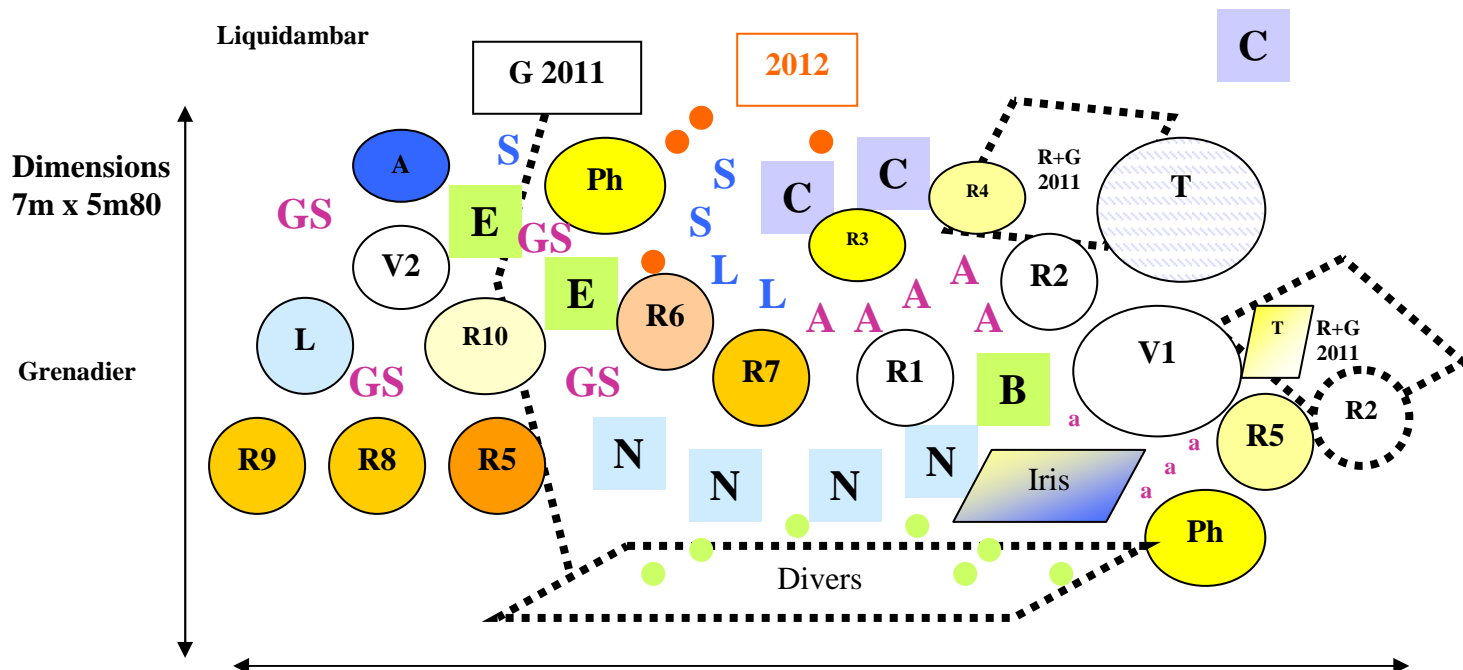 Liquidambar
C
G 2011
2012
Dimensions
7m x 5m80
A
S
Ph
S
C
C
R4
R+G
2011
T
GS
E
GS
S
R3
V2
L
L
A
A
R2
E
R6
A
A
A
L
R10
R7
R1
V1
T
R+G
2011
Grenadier
GS
GS
B
a
R5
R2
R9
R8
R5
N
N
N
N
Iris
a
a
a
Ph
Divers